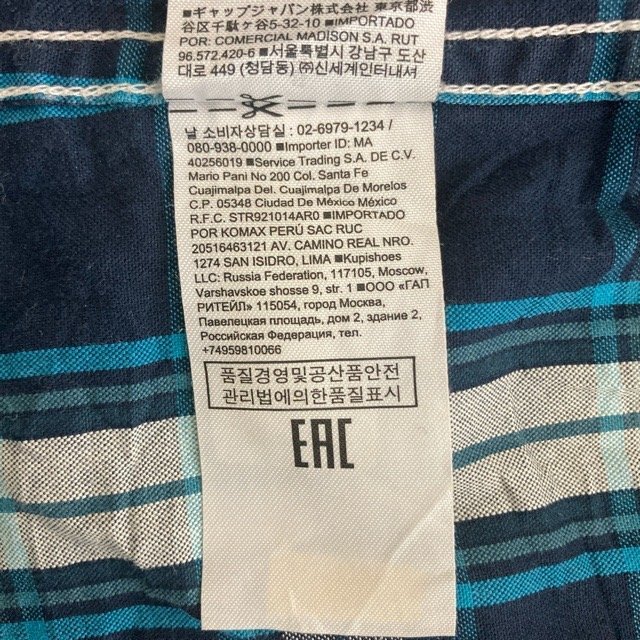 ■ギャップジャパン株式会社 東京都渋
谷区千駄ヶ谷5-32-10 ■IMPORTADO
POR: COMERCIAL MADISON S.A. RUT
96.572.420-6 ■서울특별시 강남구 도산
대로 449 (청담동) ㈜신세계인터내셔
날 소비자상담실 : 02-6979-1234 /
080-938-0000 ■Importer ID: MA
40256019 ■Service Trading S.A. DE C.V.
Mario Pani No 200 Col. Santa Fe
Cuajimalpa Del. Cuajimalpa De Morelos
C.P. 05348 Ciudad De México México
R.F.C. STR921014AR0 ■IMPORTADO
POR KOMAX PERÚ SAC RUC
20516463121 AV. CAMINO REAL NRO.
1274 SAN ISIDRO, LIMA ■Kupishoes
LLC: Russia Federation, 117105, Moscow,
Varshavskoe shosse 9, str. 1 ■ООО «ГАП
РИТЕЙЛ» 115054, город Москва,
Павелецкая площадь, дом 2, здание 2,
Российская Федерация, тел.
+74959810066
품질경영및공산품안전
관리법에의한품질표시
EAC